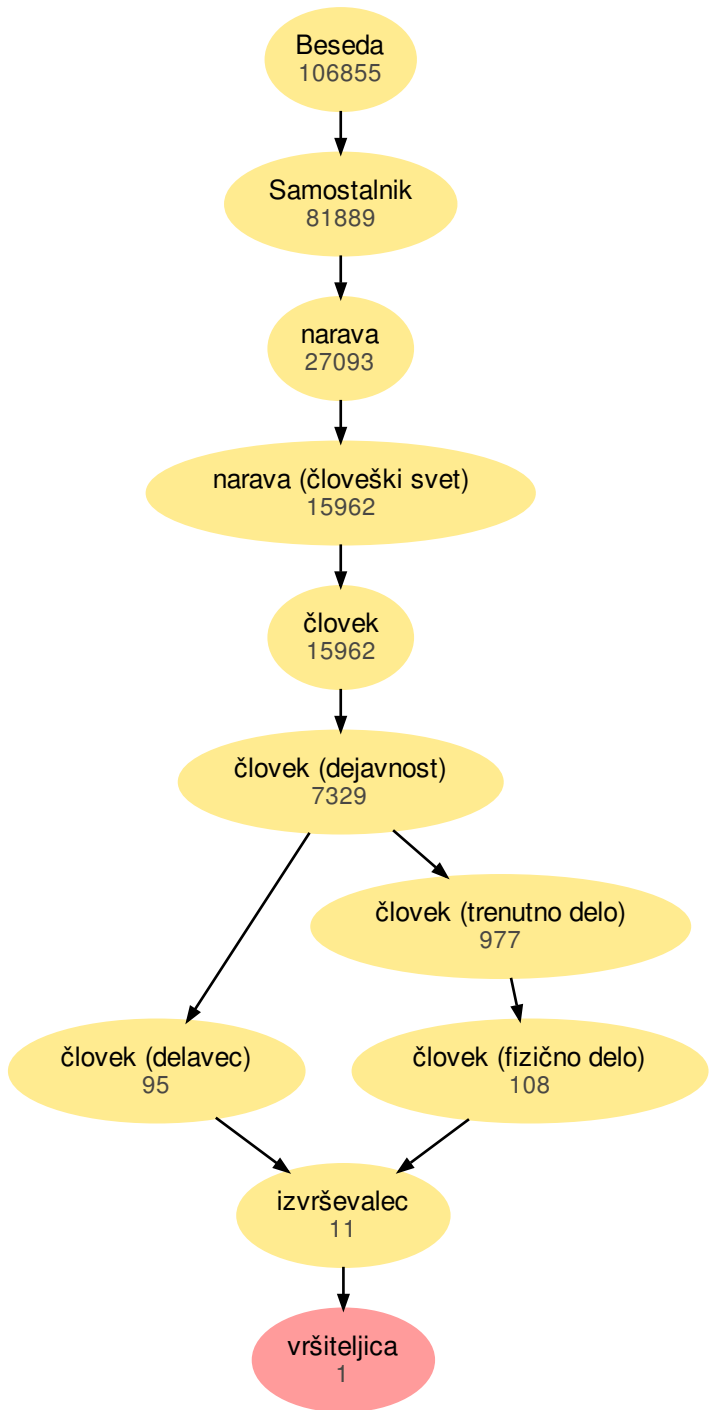 Beseda
106855
Samostalnik
81889
narava
27093
narava (človeški svet)
15962
človek
15962
človek (dejavnost)
7329
človek (trenutno delo)
977
človek (delavec)
95
človek (fizično delo)
108
izvrševalec
11
vršiteljica
1